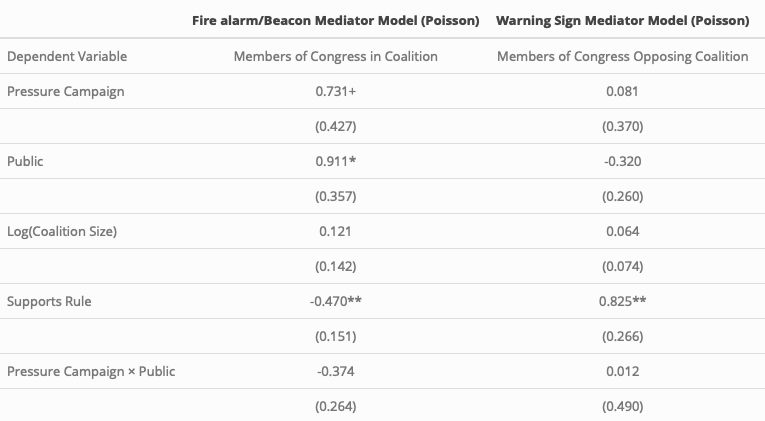 Fire alarm/Beacon Mediator Model (Poisson) Warning Sign Mediator Model (Poisson)
Dependent Variable Members of Congress in Coalition Members of Congress Opposing Coalition
Pressure Campaign 0.731+ 0.081
(0.427) (0.370)
Public 0.911* -0.320
(0.357) (0.260)
Log(Coalition Size) 0.121 0.064
(0.142) (0.074)
Supports Rule -0.470** 0.825**
(0.151) (0.266)
Pressure Campaign × Public -0.374 0.012
(0.264) (0.490)